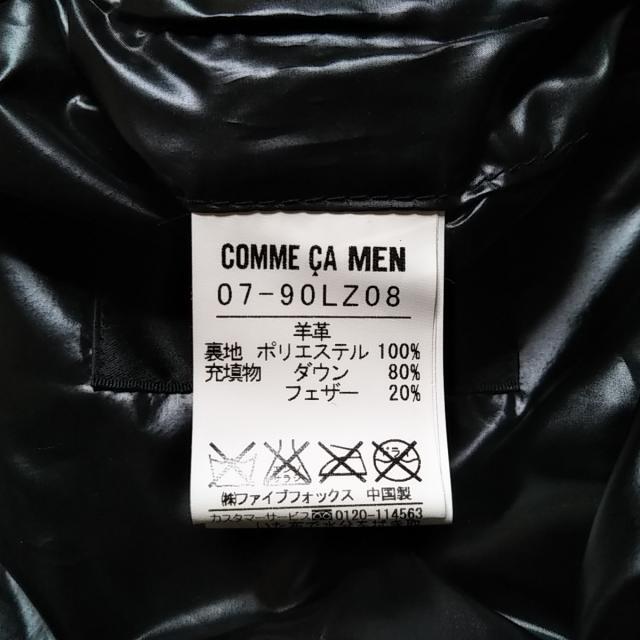 COMME ÇA MEN
07-90LZ08
羊革
裏地 ポリエステル 100%
充填物 ダウン 80%
フェザー 20%
㈱ファイブフォックス 中国製
カスタマーサービス 0120-114563